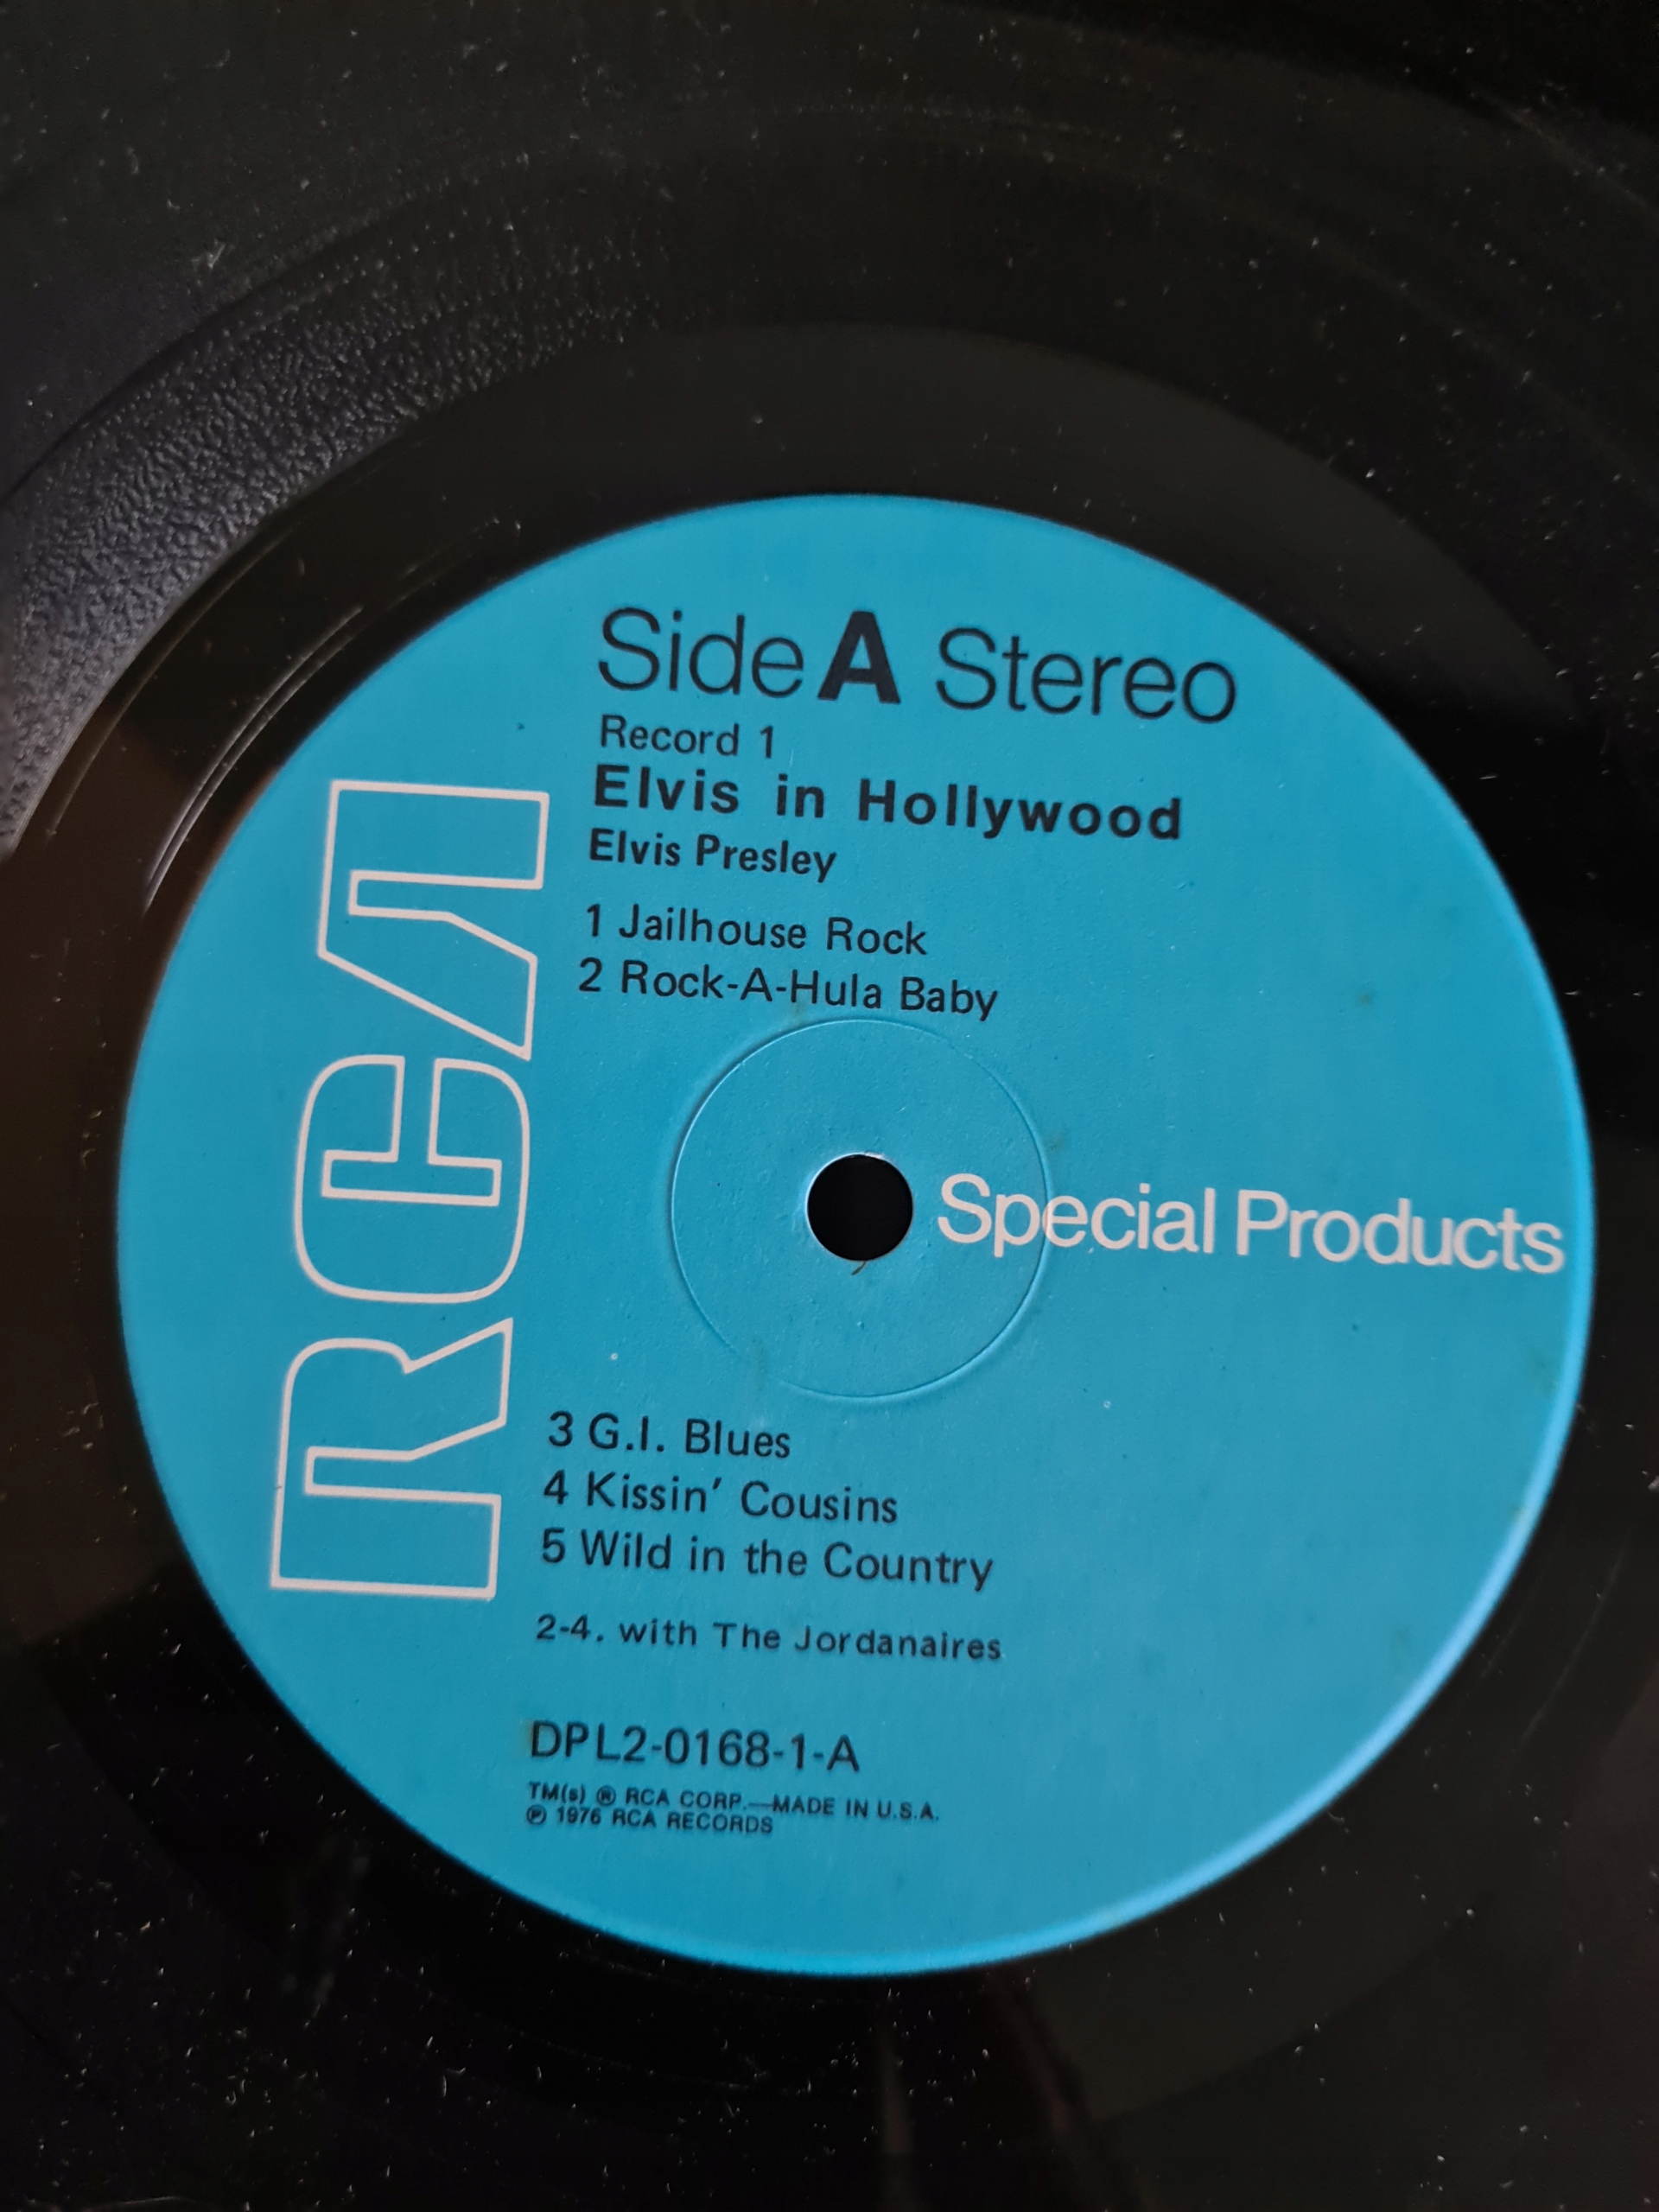 Side A Stereo
Record 1
Elvis in Hollywood
Elvis Presley
1 Jailhouse Rock
2 Rock-A-Hula Baby
RCA
Special Products
3 G.I. Blues
4 Kissin' Cousins
5 Wild in the Country
2-4. with The Jordanaires
DPL2-0168-1-A
TM(s) ® RCA CORP.—MADE IN U.S.A.
℗ 1976 RCA RECORDS